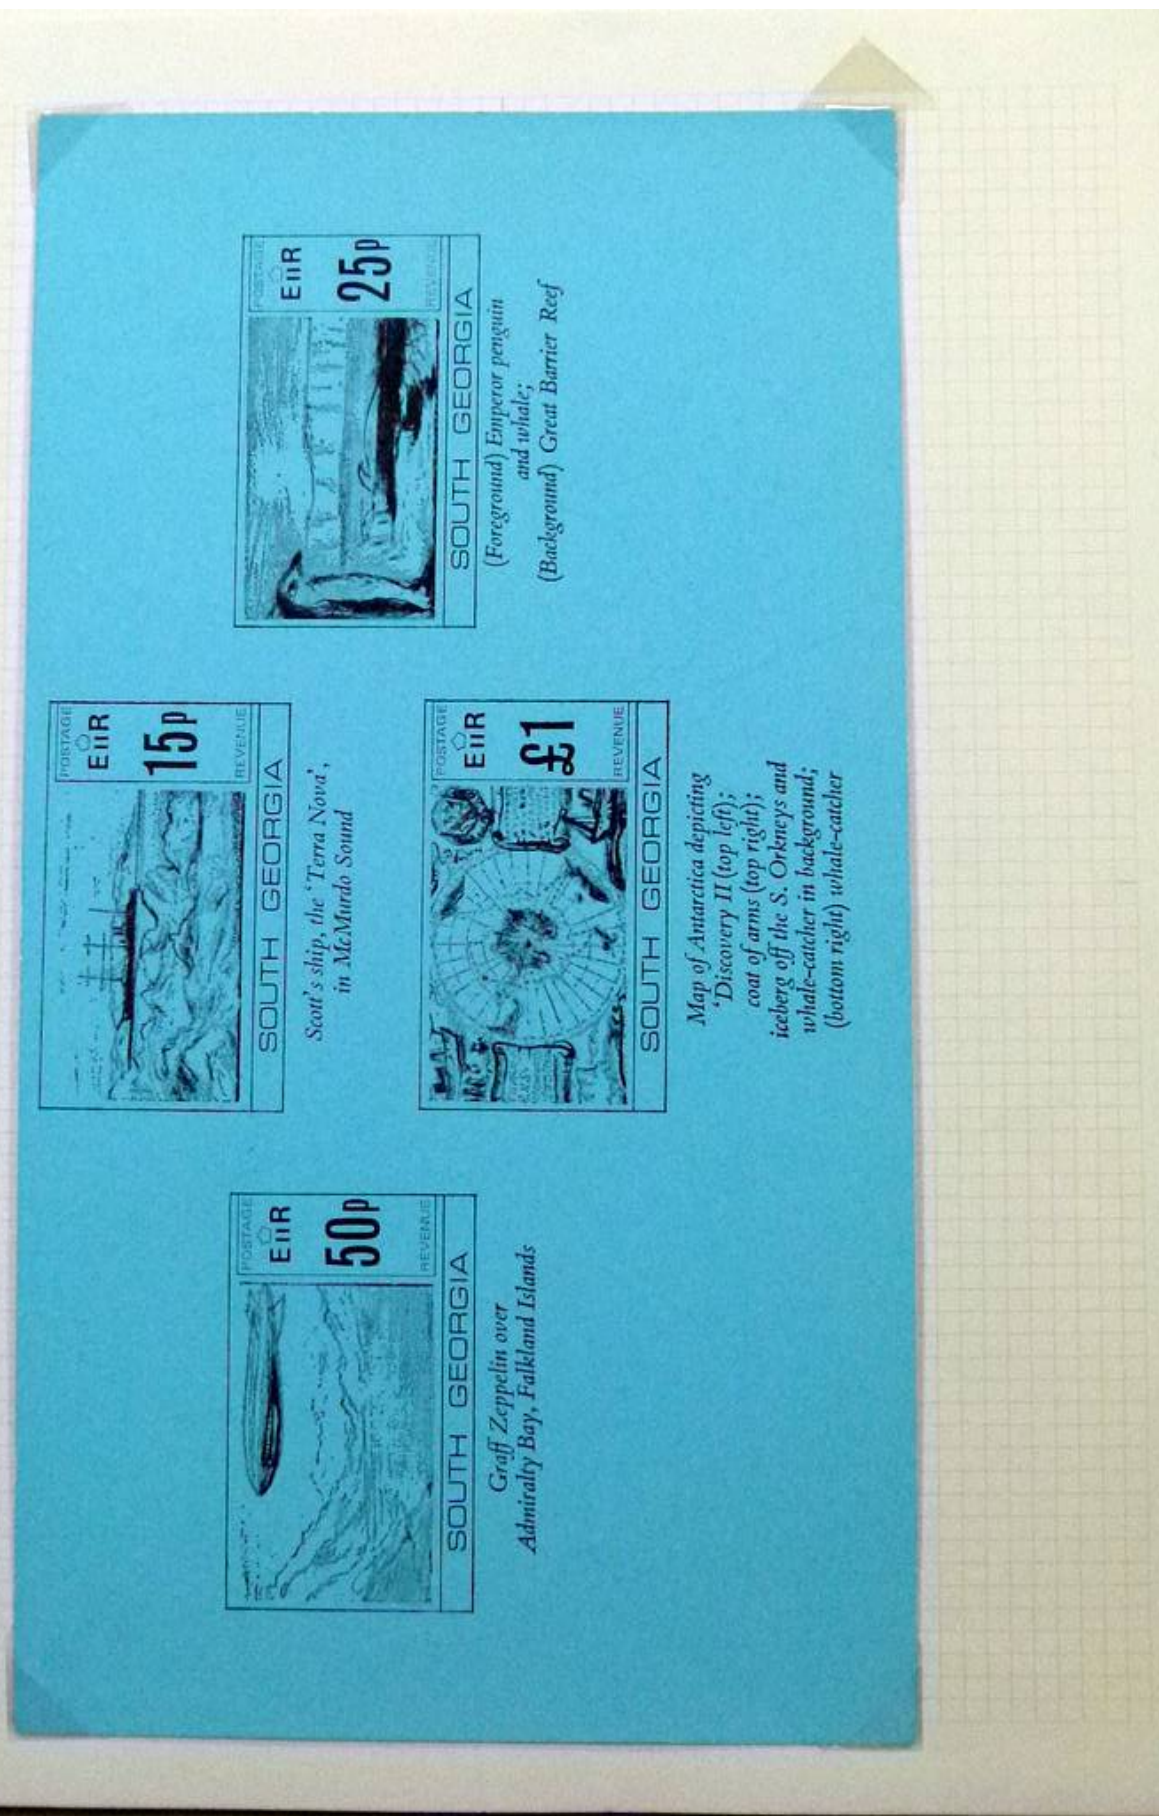 POSTAGE
EIIR
50p
REVENUE
SOUTH GEORGIA
Graff Zeppelin over
Admiralty Bay, Falkland Islands
POSTAGE
EIIR
15p
REVENUE
SOUTH GEORGIA
Scott's ship, the 'Terra Nova',
in McMurdo Sound
POSTAGE
EIIR
£1
REVENUE
SOUTH GEORGIA
Map of Antarctica depicting
'Discovery II (top left);
coat of arms (top right);
iceberg off the S. Orkneys and
whale-catcher in background;
(bottom right) whale-catcher
POSTAGE
EIIR
25p
REVENUE
SOUTH GEORGIA
(Foreground) Emperor penguin
and whale;
(Background) Great Barrier Reef